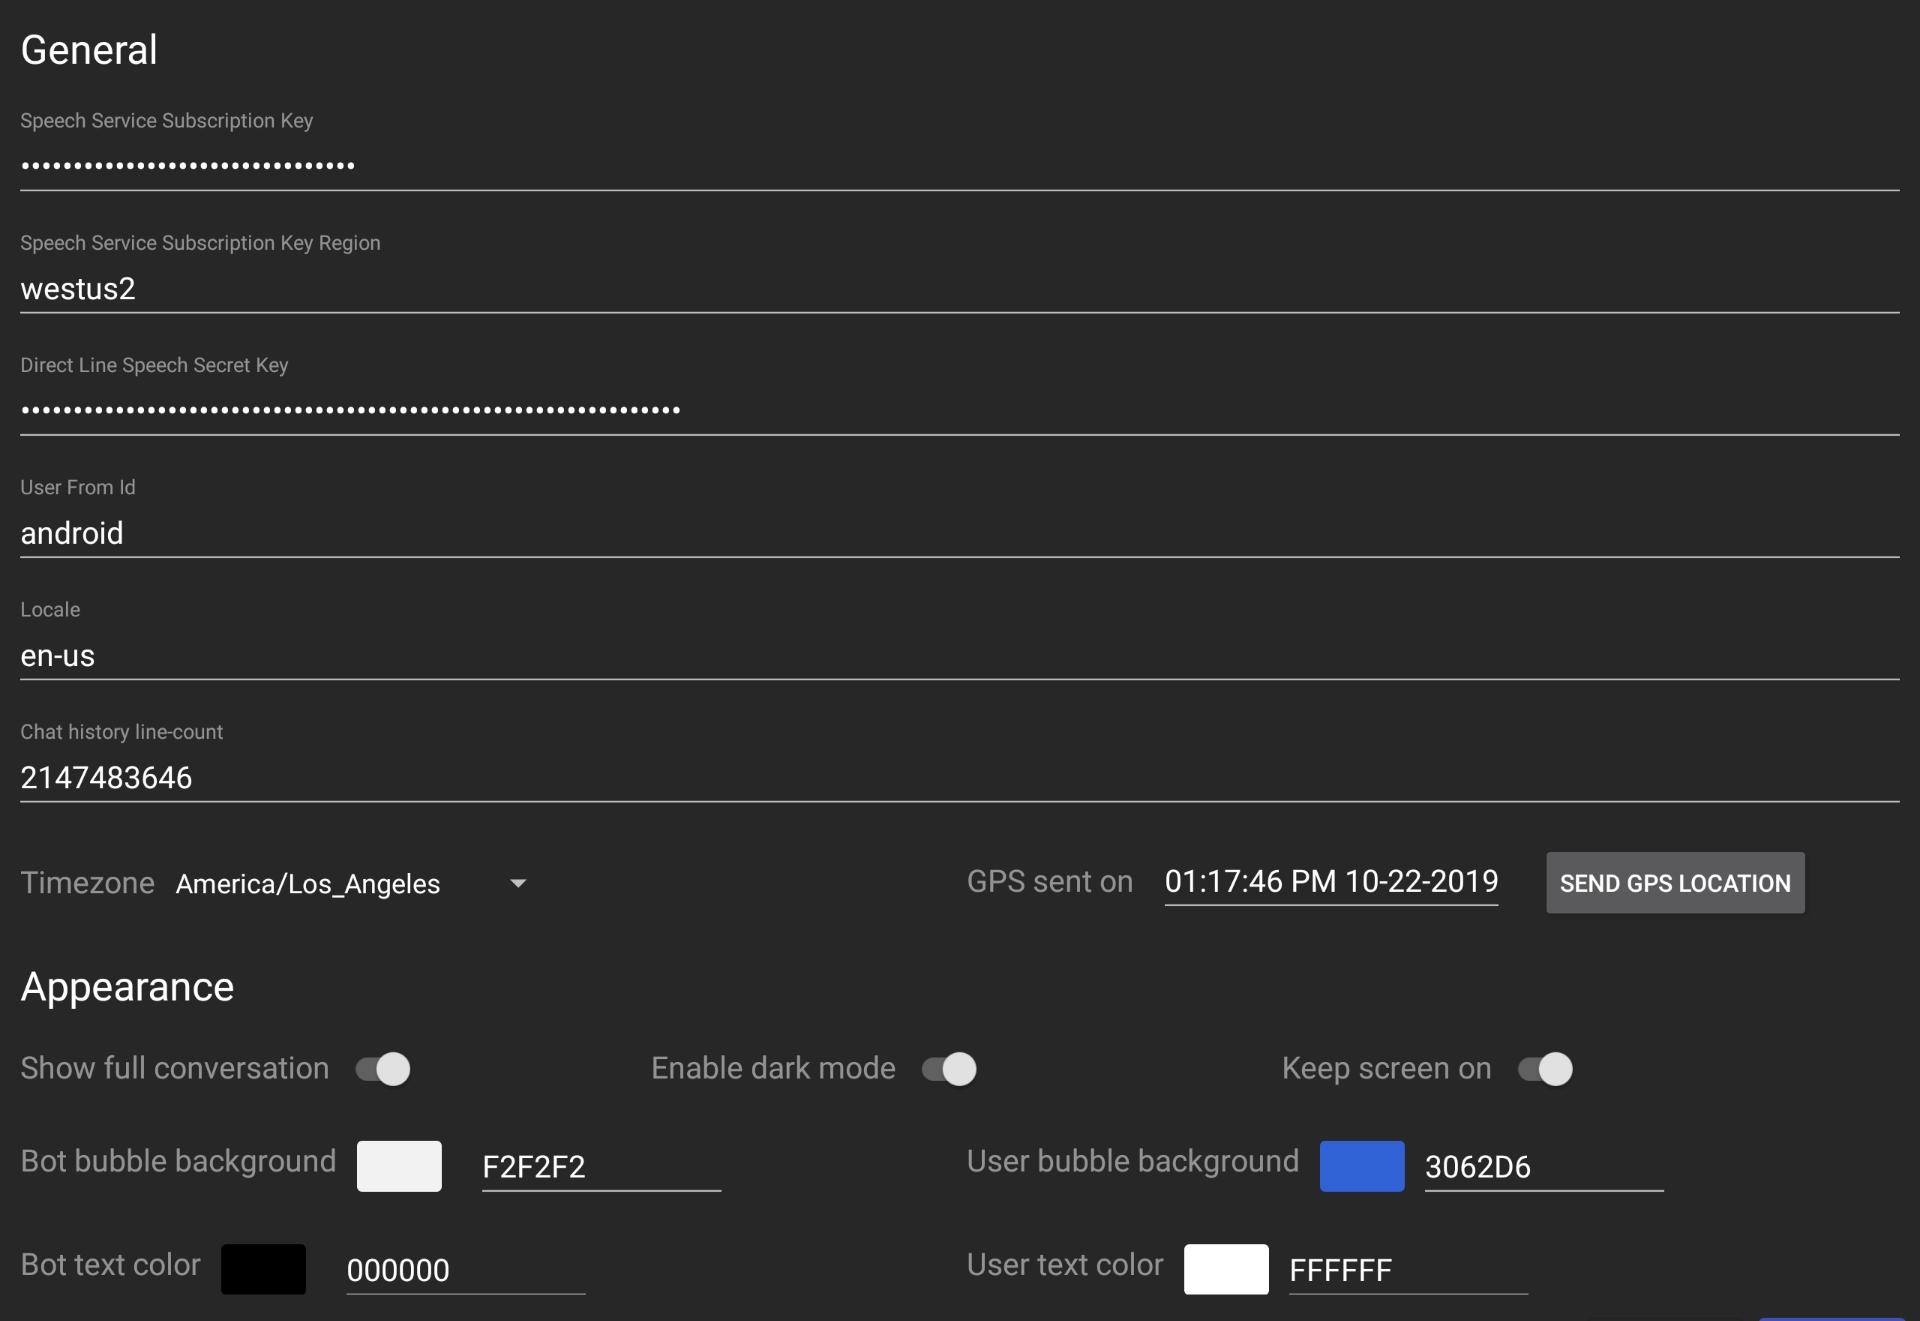 General
Speech Service Subscription Key
••••••••••••••••••••••••••••••••
Speech Service Subscription Key Region
westus2
Direct Line Speech Secret Key
•••••••••••••••••••••••••••••••••••••••••••••••••••••••••••••••
User From Id
android
Locale
en-us
Chat history line-count
2147483646
Timezone America/Los_Angeles GPS sent on 01:17:46 PM 10-22-2019 SEND GPS LOCATION
Appearance
Show full conversation Enable dark mode Keep screen on
Bot bubble background F2F2F2 User bubble background 3062D6
Bot text color 000000 User text color FFFFFF